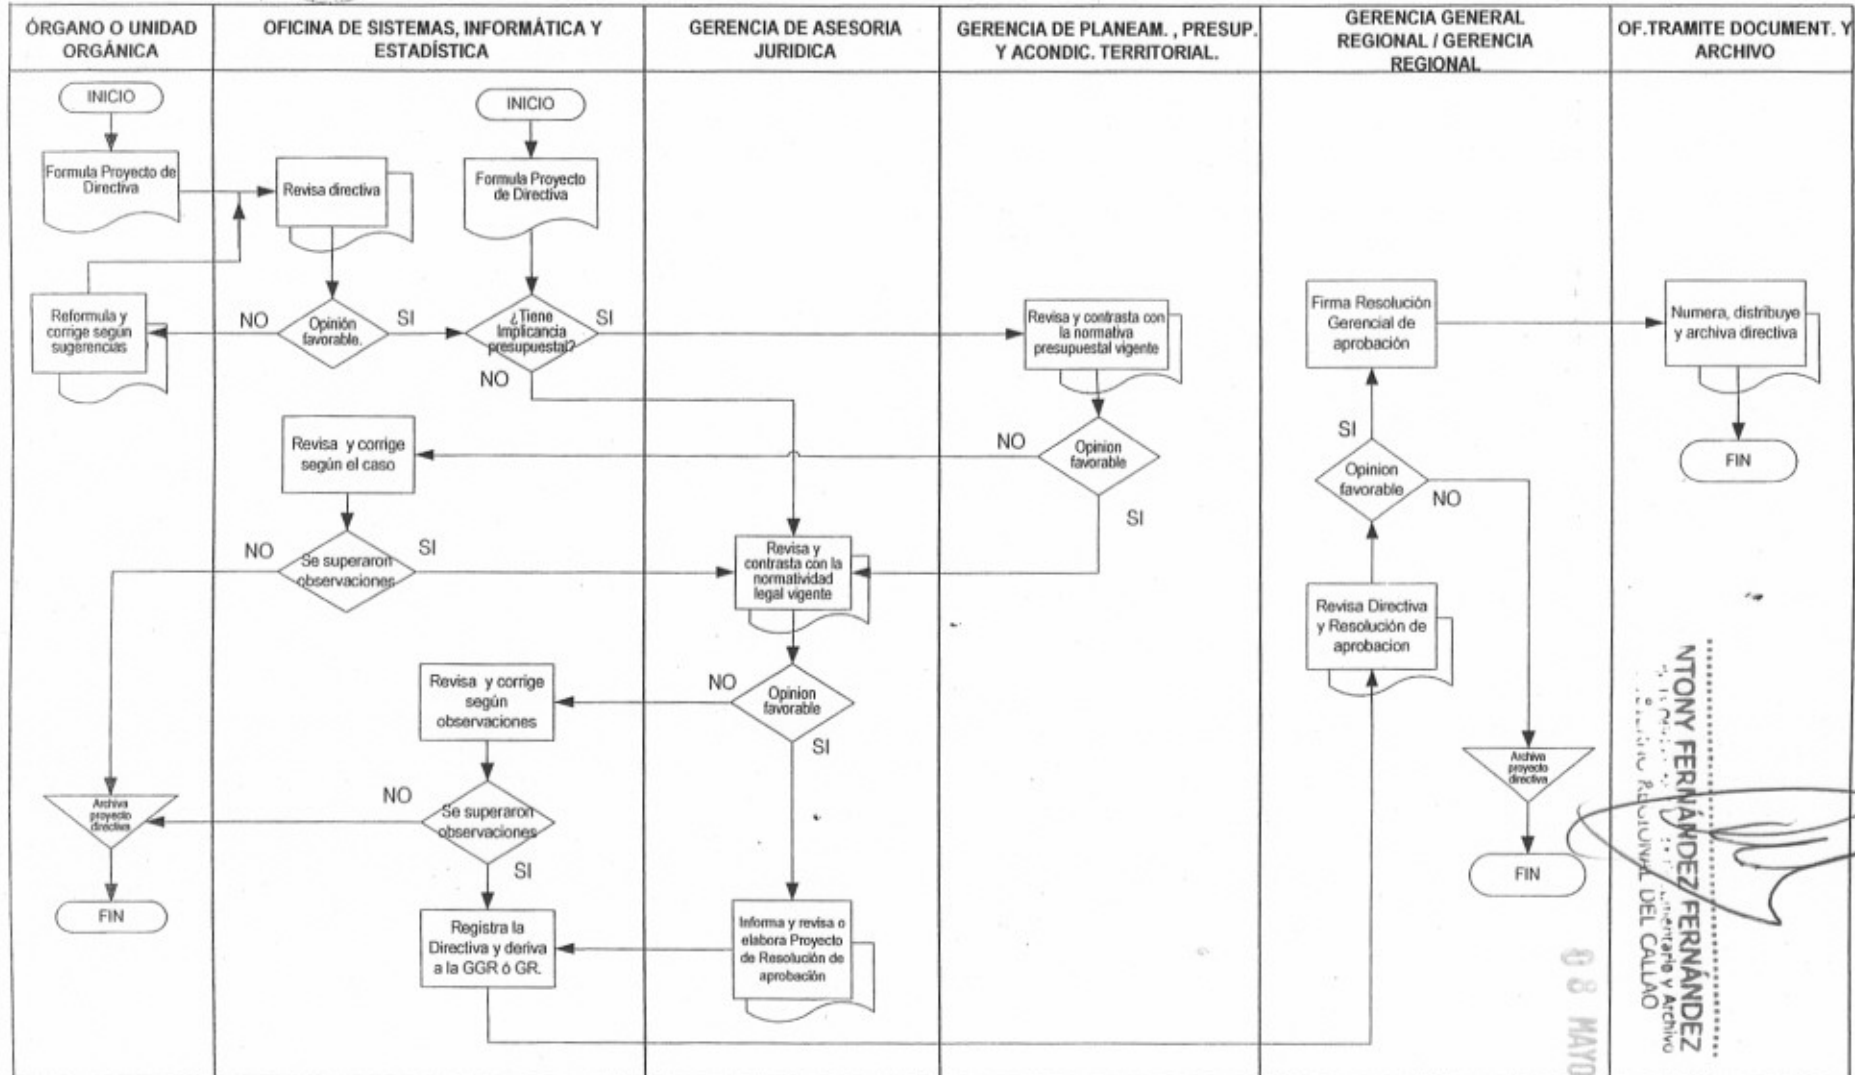 ÓRGANO O UNIDAD
ORGÁNICA
OFICINA DE SISTEMAS, INFORMÁTICA Y
ESTADÍSTICA
GERENCIA DE ASESORIA
JURIDICA
GERENCIA DE PLANEAM. , PRESUP.
Y ACONDIC. TERRITORIAL.
GERENCIA GENERAL
REGIONAL / GERENCIA
REGIONAL
OF.TRAMITE DOCUMENT. Y
ARCHIVO
INICIO
INICIO
Formula Proyecto de
Directiva
Revisa directiva
Formula Proyecto
de Directiva
Reformula y
corrige según
sugerencias
NO
Opinión
favorable.
SI
¿Tiene
Implicancia
presupuestal?
SI
NO
Revisa y contrasta con
la normativa
presupuestal vigente
Firma Resolución
Gerencial de
aprobación
Numera, distribuye
y archiva directiva
Revisa y corrige
según el caso
NO
Opinion
favorable
SI
SI
Opinion
favorable
NO
FIN
NO
Se superaron
observaciones
SI
Revisa y
contrasta con la
normatividad
legal vigente
Revisa Directiva
y Resolución de
aprobacion
Revisa y corrige
según
observaciones
NO
Opinion
favorable
SI
Archiva
proyecto
directiva
NO
Se superaron
observaciones
SI
Archiva
proyecto
directiva
FIN
FIN
Registra la
Directiva y deriva
a la GGR ó GR.
Informa y revisa o
elabora Proyecto
de Resolución de
aprobación
NTONY FERNÁNDEZ FERNÁNDEZ
y Archivo
REGIONAL DEL CALLAO
08 MAYO